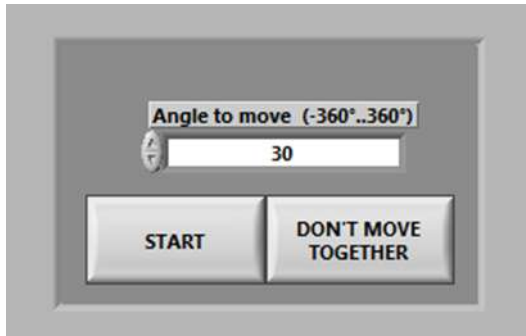 Angle to move (-360°..360°)
30
START
DON'T MOVE
TOGETHER